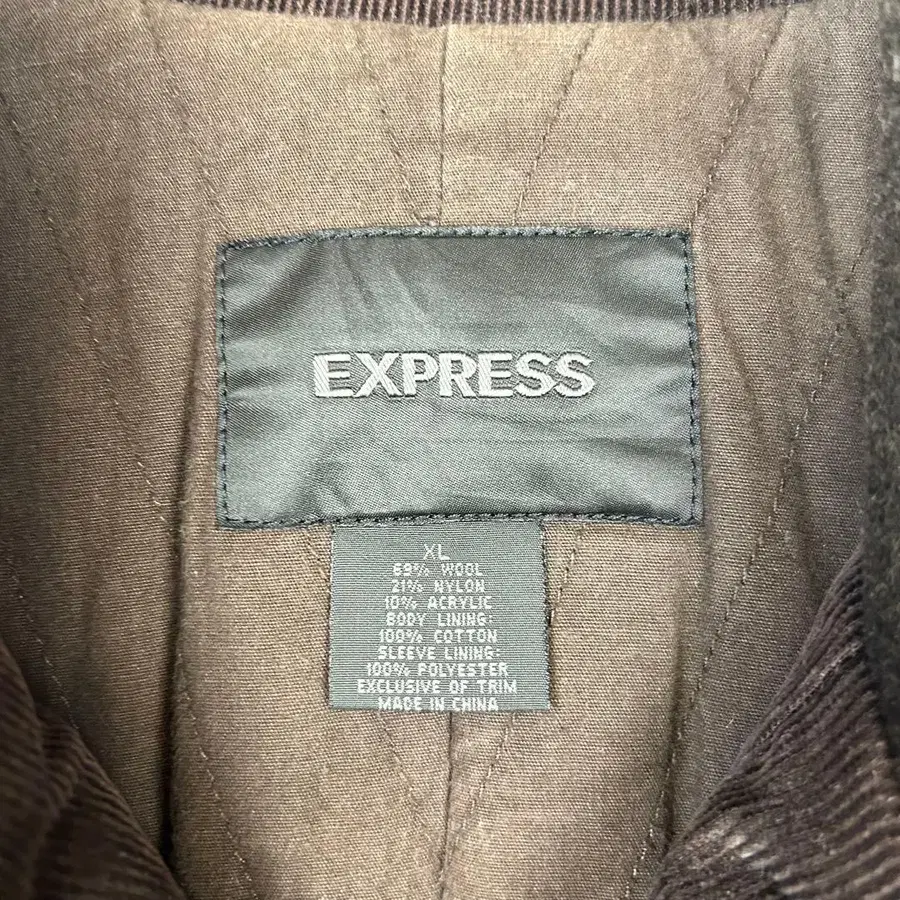 EXPRESS
XL
69% WOOL
21% NYLON
10% ACRYLIC
BODY LINING:
100% COTTON
SLEEVE LINING:
100% POLYESTER
EXCLUSIVE OF TRIM
MADE IN CHINA